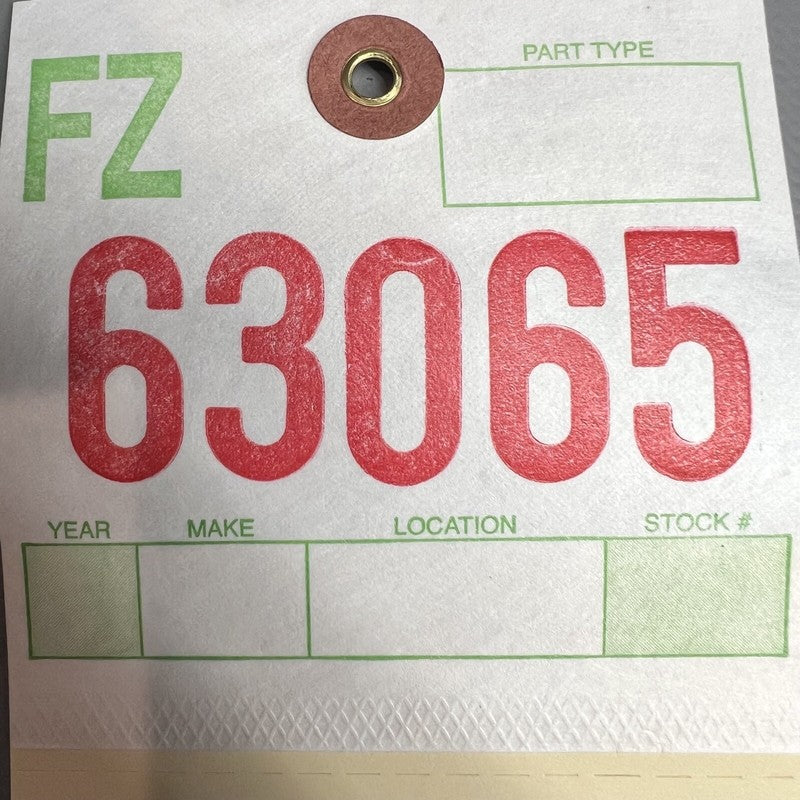 FZ
PART TYPE
63065
YEAR MAKE LOCATION STOCK #